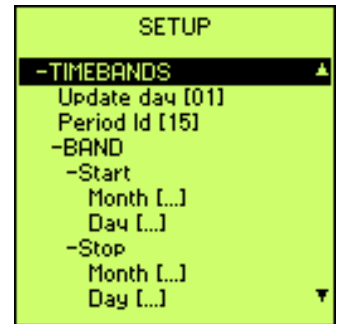 SETUP
-TIMEBANDS
Update day [01]
Period Id [15]
-BAND
-Start
Month [...]
Day [...]
-Stop
Month [...]
Day [...]